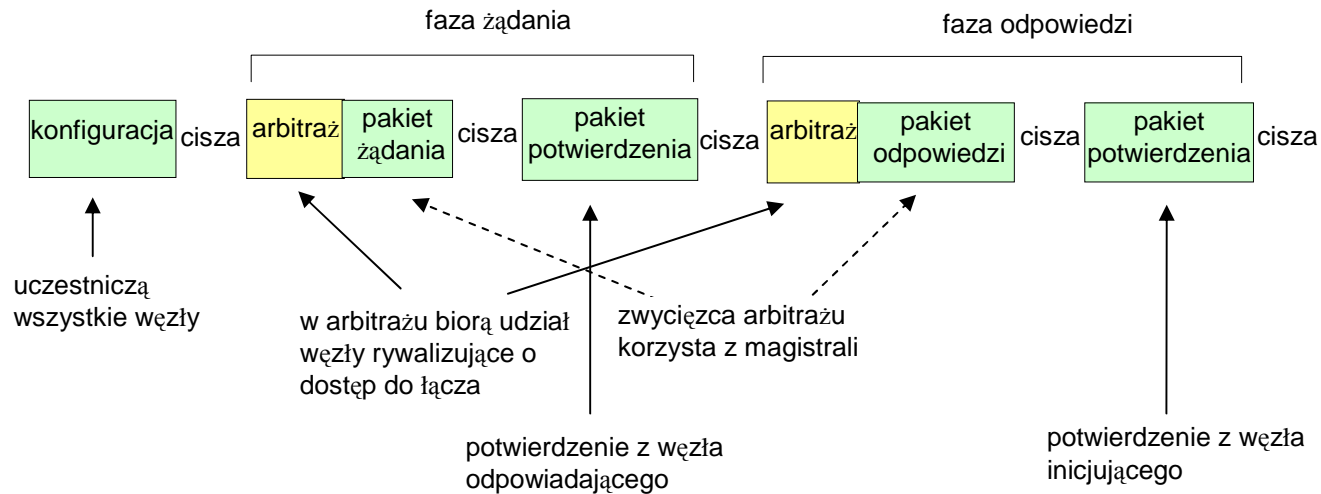 faza żądania
faza odpowiedzi
konfiguracja
cisza
arbitraż
pakiet
żądania
cisza
pakiet
potwierdzenia
cisza
arbitraż
pakiet
odpowiedzi
cisza
pakiet
potwierdzenia
cisza
uczestniczą
wszystkie węzły
w arbitrażu biorą udział
węzły rywalizujące o
dostęp do łącza
zwycięzca arbitrażu
korzysta z magistrali
potwierdzenie z węzła
odpowiadającego
potwierdzenie z węzła
inicjującego